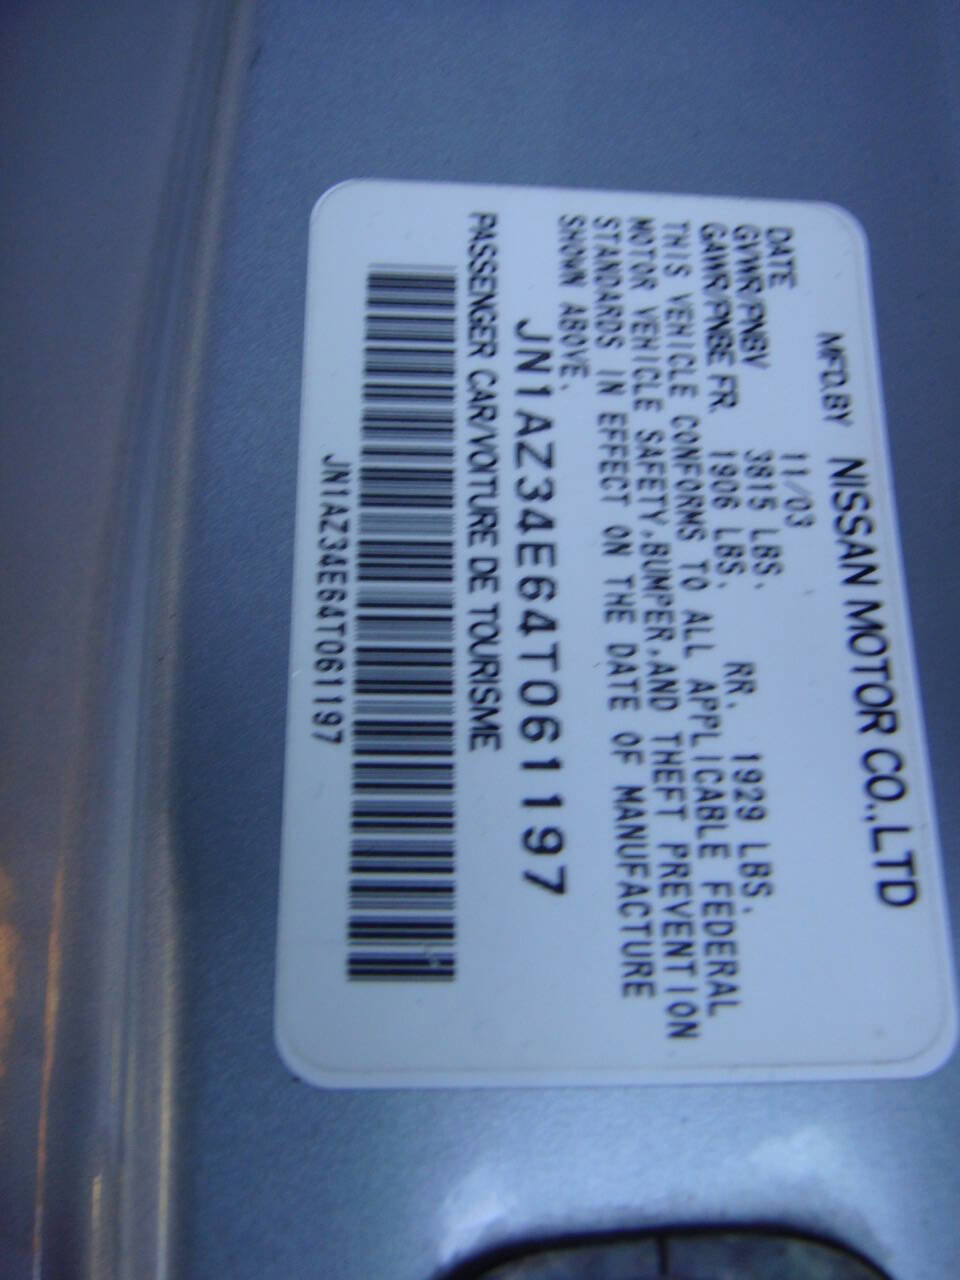 MFD.BY NISSAN MOTOR CO.,LTD
DATE 11/03
GVWR/PNBV 3815 LBS.
GAWR/PNBE FR. 1906 LBS. RR. 1929 LBS.
THIS VEHICLE CONFORMS TO ALL APPLICABLE FEDERAL
MOTOR VEHICLE SAFETY,BUMPER,AND THEFT PREVENTION
STANDARDS IN EFFECT ON THE DATE OF MANUFACTURE
SHOWN ABOVE.
JN1AZ34E64T061197
PASSENGER CAR/VOITURE DE TOURISME
JN1AZ34E64T061197